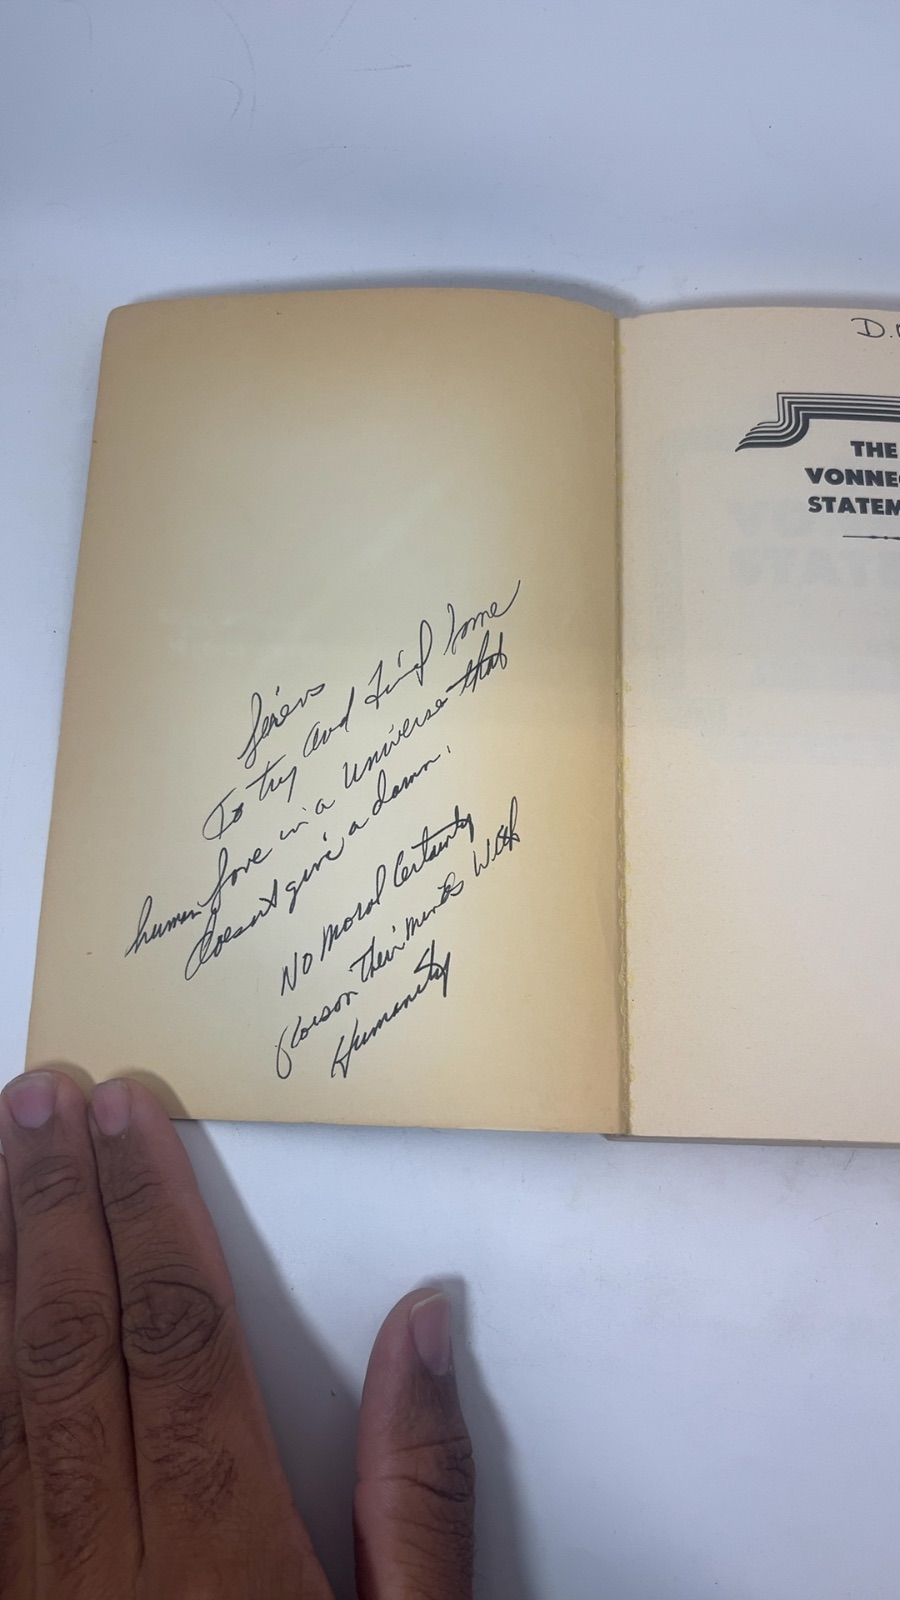 Sirens
To try and find some
human love in a universe that
doesn't give a damn.
No Moral Certainty
Poison Their Minds With
Humanity
D.
THE
VONNEG
STATEM